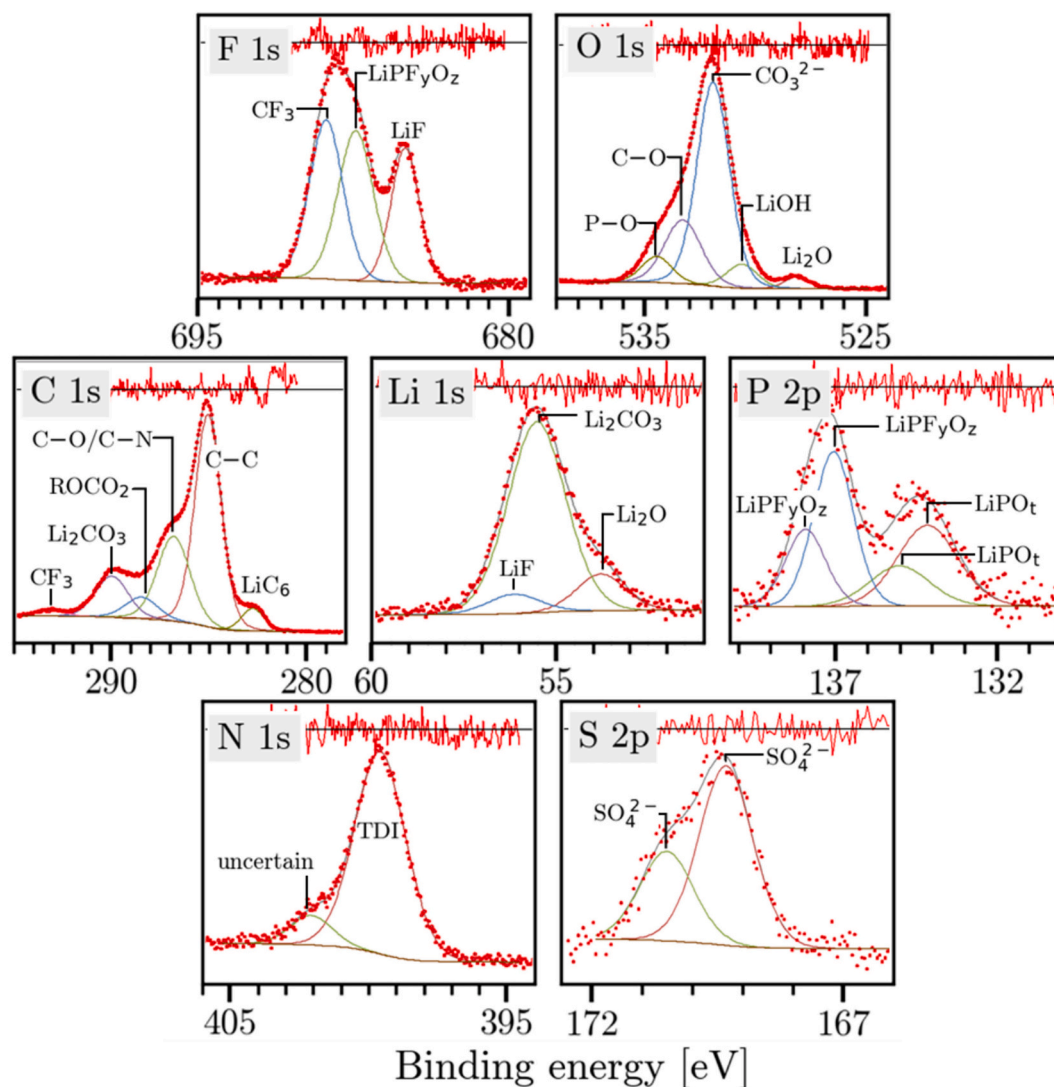 F 1s
LiPFyOz
CF3
LiF
695
680
O 1s
CO3 2−
C−O
P−O
LiOH
Li2O
535
525
C 1s
C−O/C−N
C−C
ROCO2
Li2CO3
CF3
LiC6
290
280
Li 1s
Li2CO3
Li2O
LiF
60
55
P 2p
LiPFyOz
LiPFyOz
LiPOt
LiPOt
137
132
N 1s
TDI
uncertain
405
395
S 2p
SO4 2−
SO4 2−
172
167
Binding energy [eV]